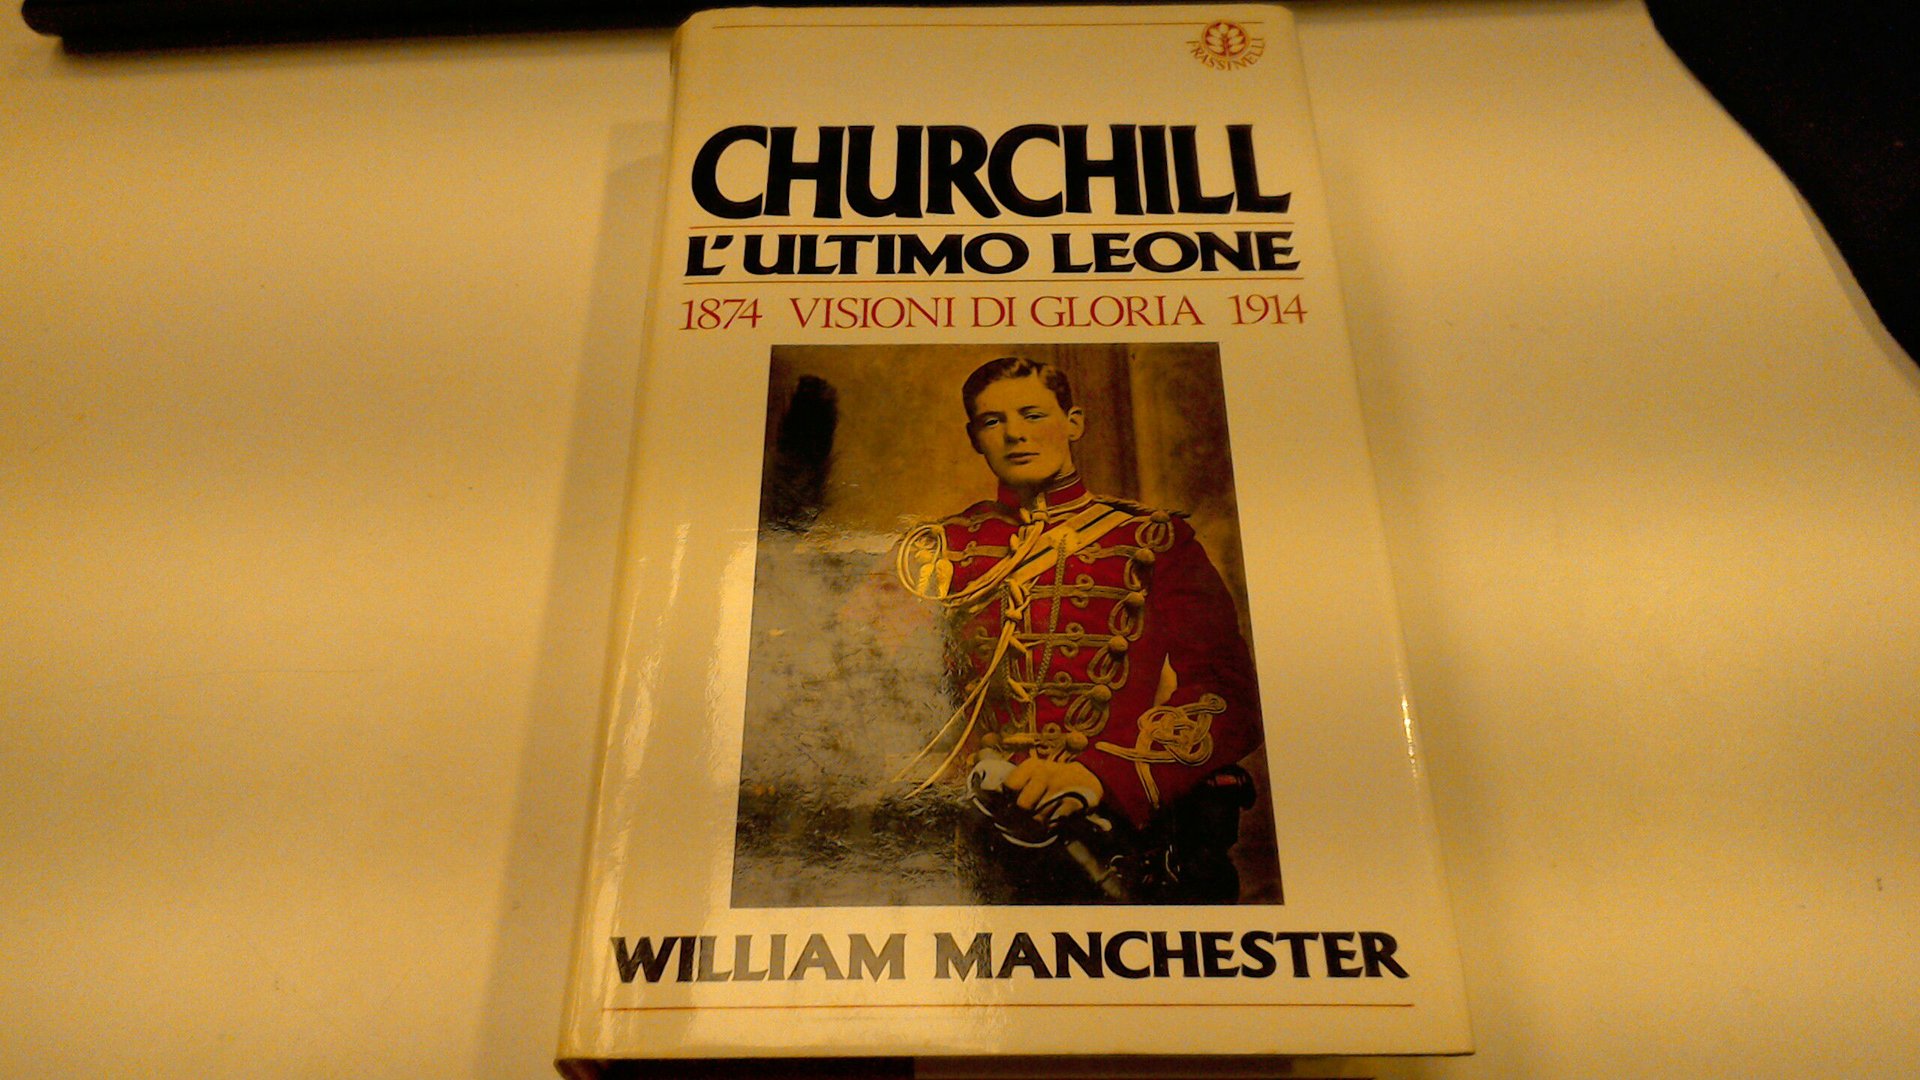 FRASSINELLI
CHURCHILL
L'ULTIMO LEONE
1874 VISIONI DI GLORIA 1914
WILLIAM MANCHESTER